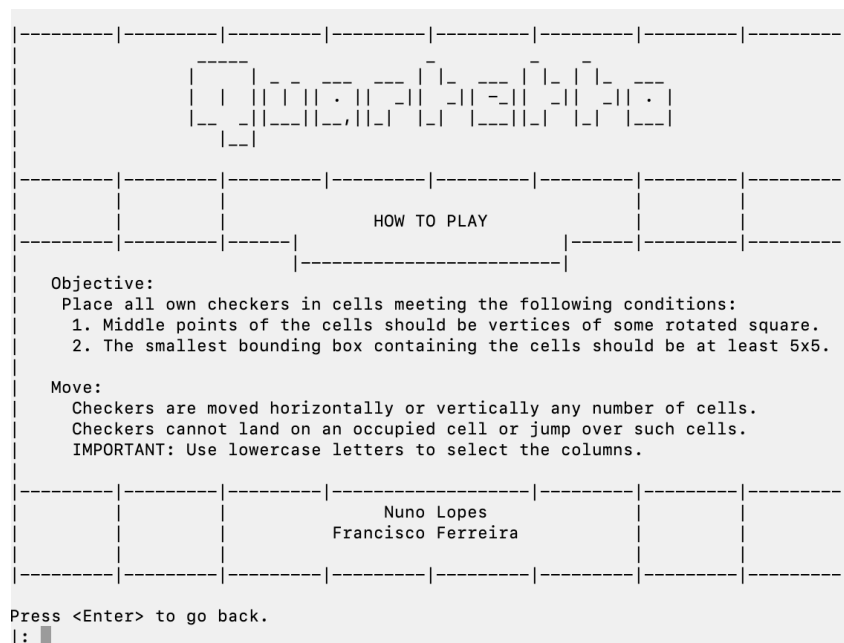 Quartetto
HOW TO PLAY
Objective:
Place all own checkers in cells meeting the following conditions:
1. Middle points of the cells should be vertices of some rotated square.
2. The smallest bounding box containing the cells should be at least 5x5.
Move:
Checkers are moved horizontally or vertically any number of cells.
Checkers cannot land on an occupied cell or jump over such cells.
IMPORTANT: Use lowercase letters to select the columns.
Nuno Lopes
Francisco Ferreira
Press <Enter> to go back.
|: